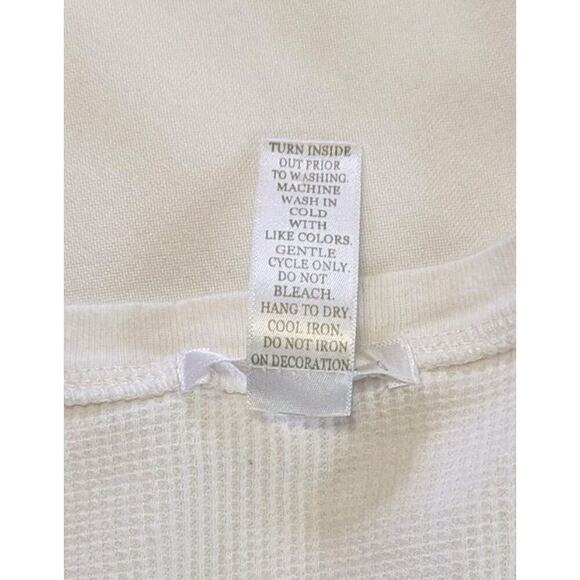 TURN INSIDE
OUT PRIOR
TO WASHING.
MACHINE
WASH IN
COLD
WITH
LIKE COLORS.
GENTLE
CYCLE ONLY.
DO NOT
BLEACH.
HANG TO DRY.
COOL IRON.
DO NOT IRON
ON DECORATION.